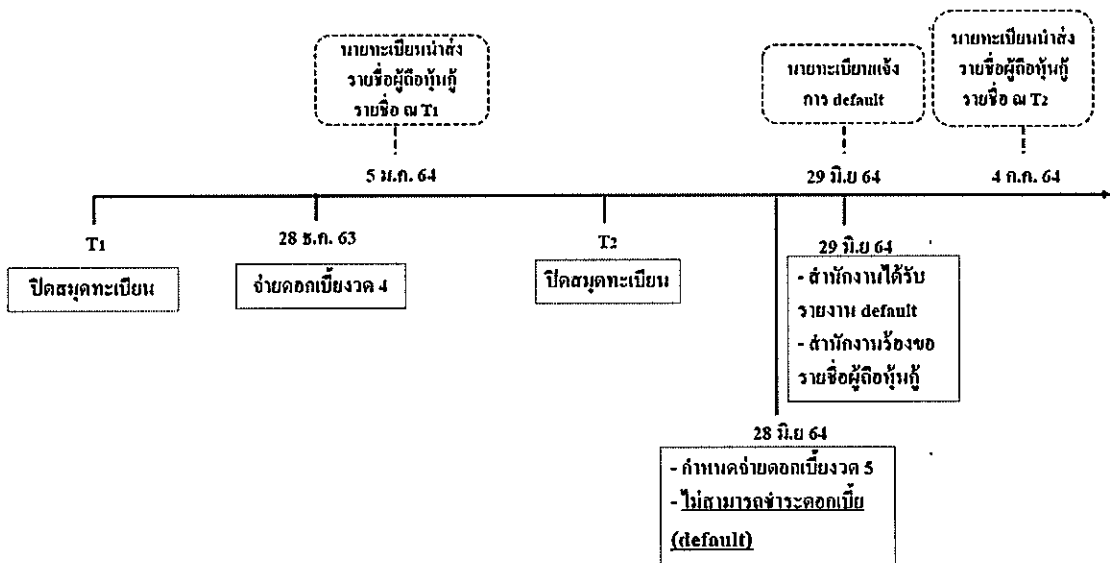 นายทะเบียนนำส่ง
รายชื่อผู้ถือหุ้นกู้
รายชื่อ ณ T1
นายทะเบียนแจ้ง
การ default
นายทะเบียนนำส่ง
รายชื่อผู้ถือหุ้นกู้
รายชื่อ ณ T2
5 ม.ค. 64
29 มิ.ย 64
4 ก.ค. 64
T1
ปิดสมุดทะเบียน
28 ธ.ค. 63
จ่ายดอกเบี้ยงวด 4
T2
ปิดสมุดทะเบียน
29 มิ.ย 64
- สำนักงานได้รับ
รายงาน default
- สำนักงานร้องขอ
รายชื่อผู้ถือหุ้นกู้
28 มิ.ย 64
- กำหนดจ่ายดอกเบี้ยงวด 5
- ไม่สามารถชำระดอกเบี้ย
(default)